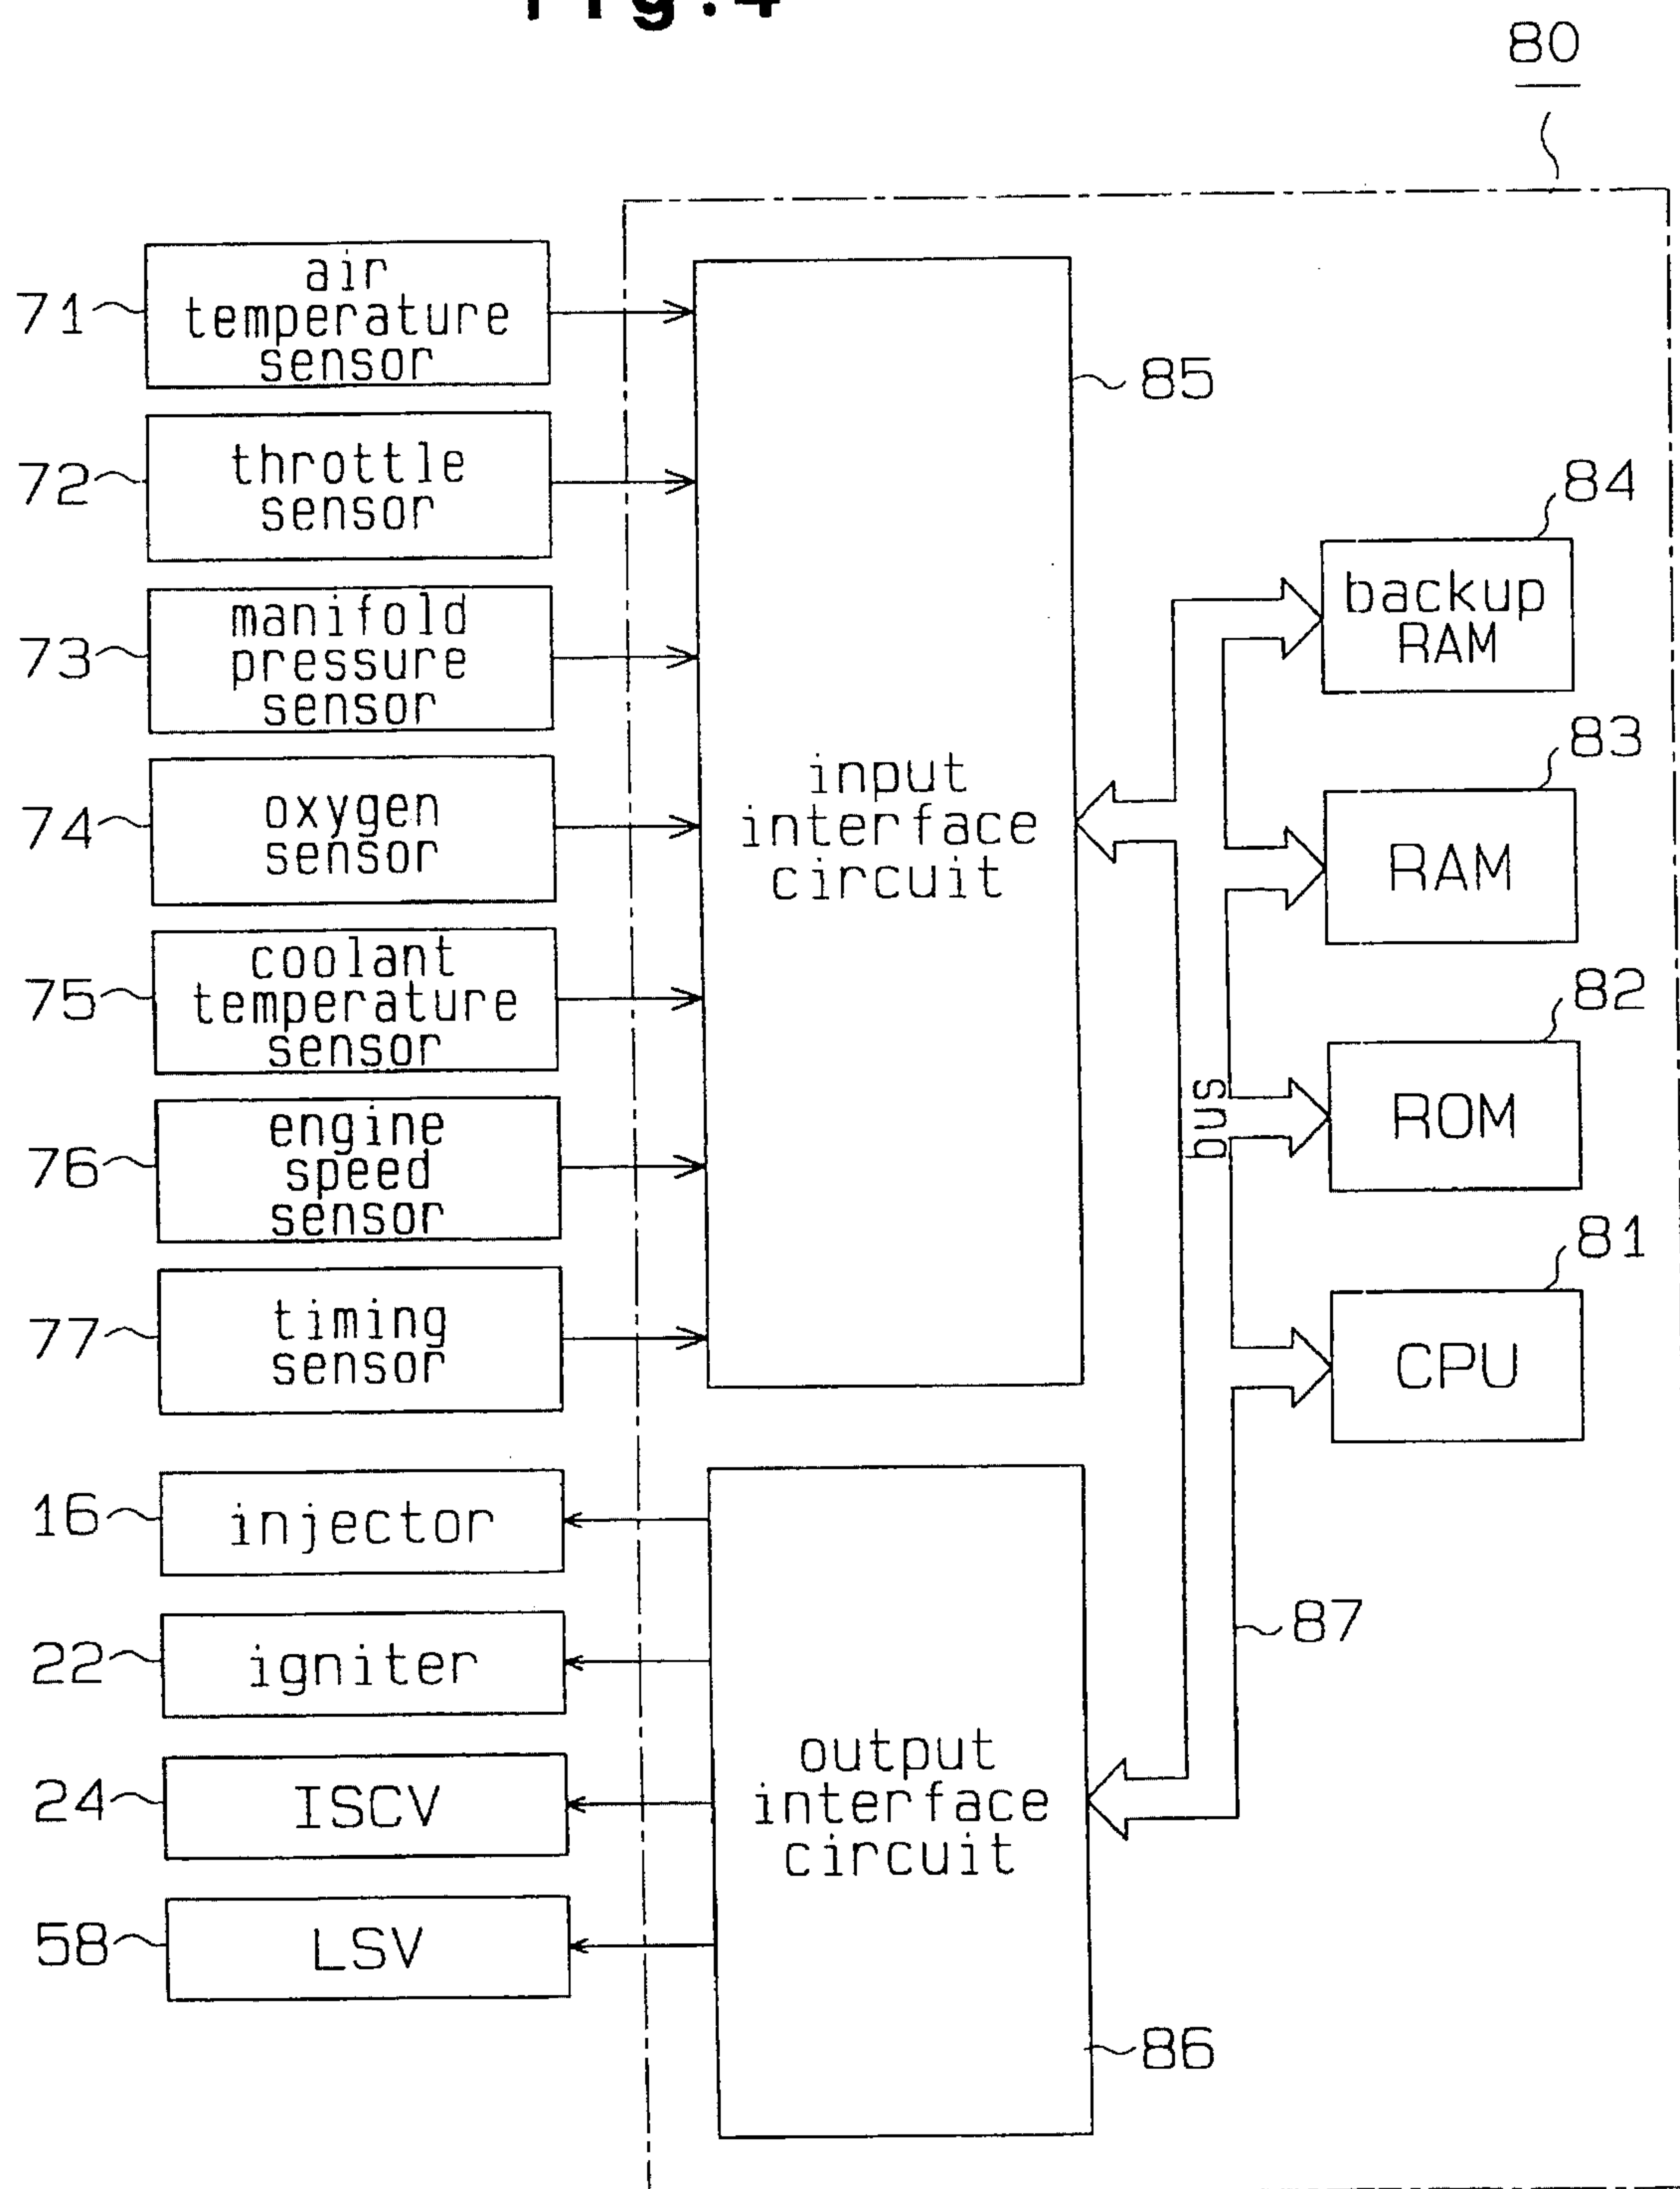 Fig.4
80
71
air
temperature
sensor
72
throttle
sensor
73
manifold
pressure
sensor
74
oxygen
sensor
75
coolant
temperature
sensor
76
engine
speed
sensor
77
timing
sensor
input
interface
circuit
85
84
backup
RAM
83
RAM
82
ROM
81
CPU
bus
87
16
injector
22
igniter
24
ISCV
58
LSV
output
interface
circuit
86